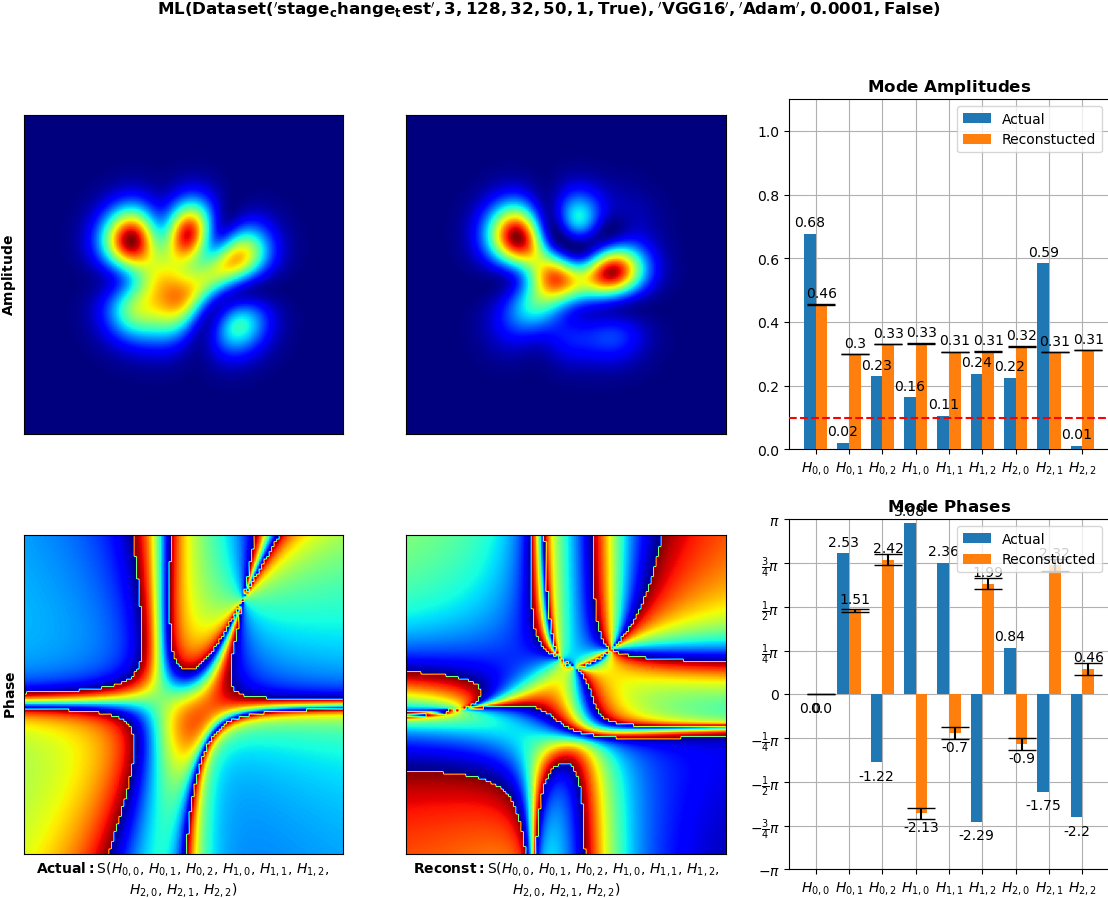 ML(Dataset('stage_change_test', 3, 128, 32, 50, 1, True), 'VGG16', 'Adam', 0.0001, False)
Amplitude
Mode Amplitudes
Actual
Reconstucted
1.0
0.8
0.6
0.4
0.2
0.0
0.68
0.46
0.02
0.3
0.23
0.33
0.16
0.33
0.11
0.31
0.24
0.31
0.22
0.32
0.59
0.31
0.01
0.31
H0,0 H0,1 H0,2 H1,0 H1,1 H1,2 H2,0 H2,1 H2,2
Phase
Mode Phases
Actual
Reconstucted
π
3/4π
1/2π
1/4π
0
−1/4π
−1/2π
−3/4π
−π
0.0
0.0
2.53
1.51
-1.22
2.42
3.08
-2.13
2.36
-0.7
-2.29
1.99
0.84
-0.9
-1.75
2.32
-2.2
0.46
H0,0 H0,1 H0,2 H1,0 H1,1 H1,2 H2,0 H2,1 H2,2
Actual: S(H0,0, H0,1, H0,2, H1,0, H1,1, H1,2,
H2,0, H2,1, H2,2)
Reconst: S(H0,0, H0,1, H0,2, H1,0, H1,1, H1,2,
H2,0, H2,1, H2,2)